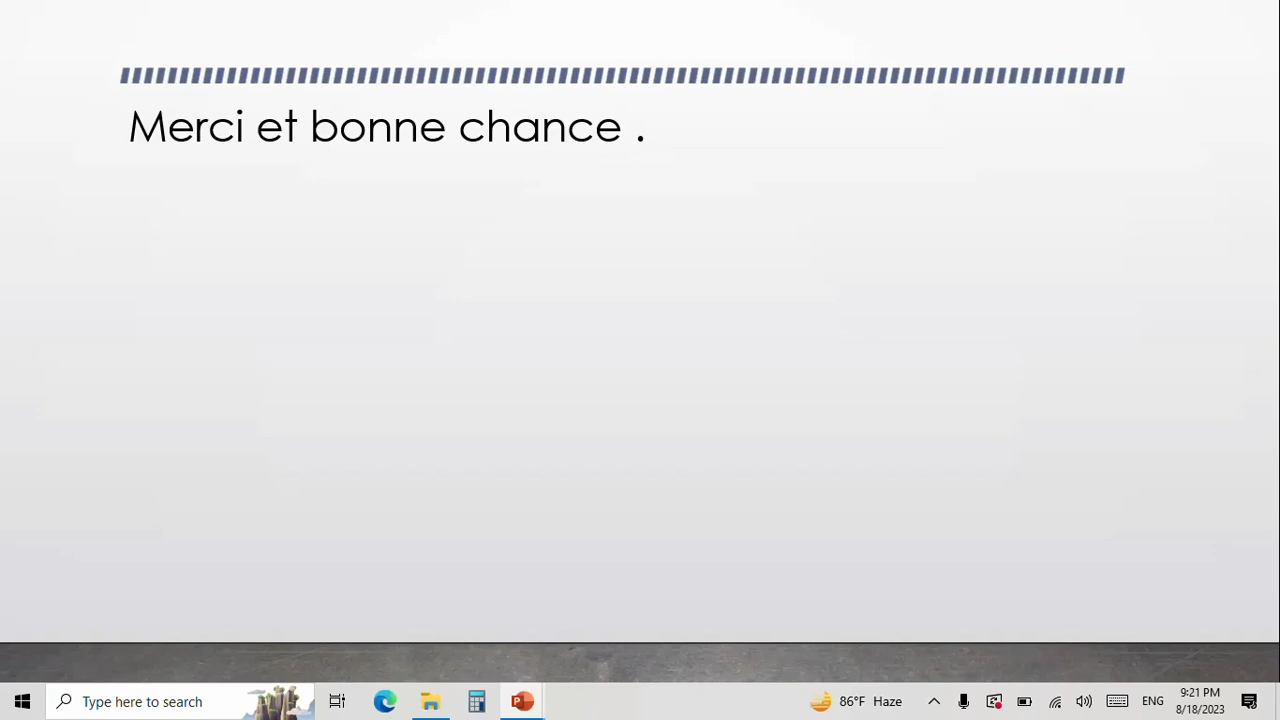 Merci et bonne chance .
Type here to search
86°F Haze
ENG
9:21 PM
8/18/2023